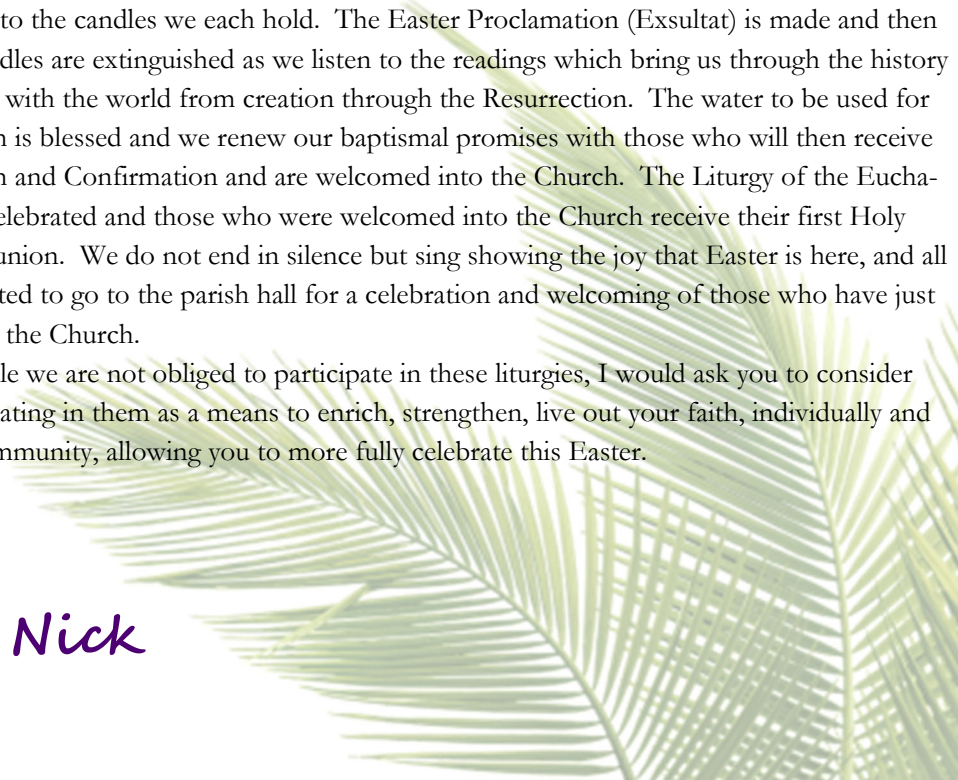 to the candles we each hold.  The Easter Proclamation (Exsultat) is made and then
dles are extinguished as we listen to the readings which bring us through the history
with the world from creation through the Resurrection.  The water to be used for
n is blessed and we renew our baptismal promises with those who will then receive
n and Confirmation and are welcomed into the Church.  The Liturgy of the Eucha-
elebrated and those who were welcomed into the Church receive their first Holy
union.  We do not end in silence but sing showing the joy that Easter is here, and all
ted to go to the parish hall for a celebration and welcoming of those who have just
the Church.
le we are not obliged to participate in these liturgies, I would ask you to consider
ating in them as a means to enrich, strengthen, live out your faith, individually and
mmunity, allowing you to more fully celebrate this Easter.
Nick